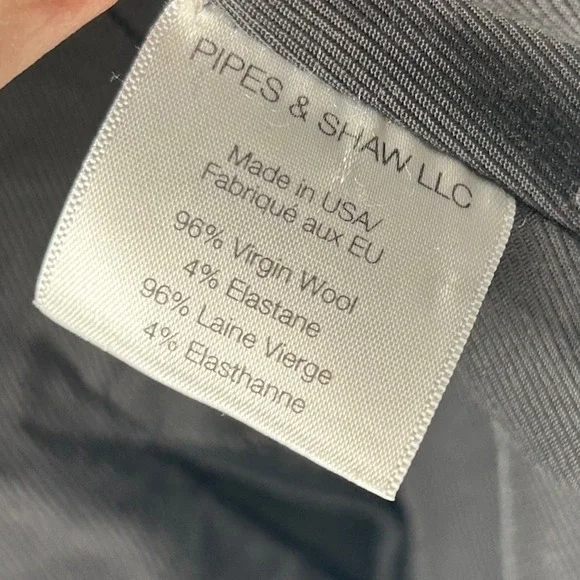 PIPES & SHAW LLC
Made in USA/
Fabriqué aux EU
96% Virgin Wool
4% Elastane
96% Laine Vierge
4% Elasthanne